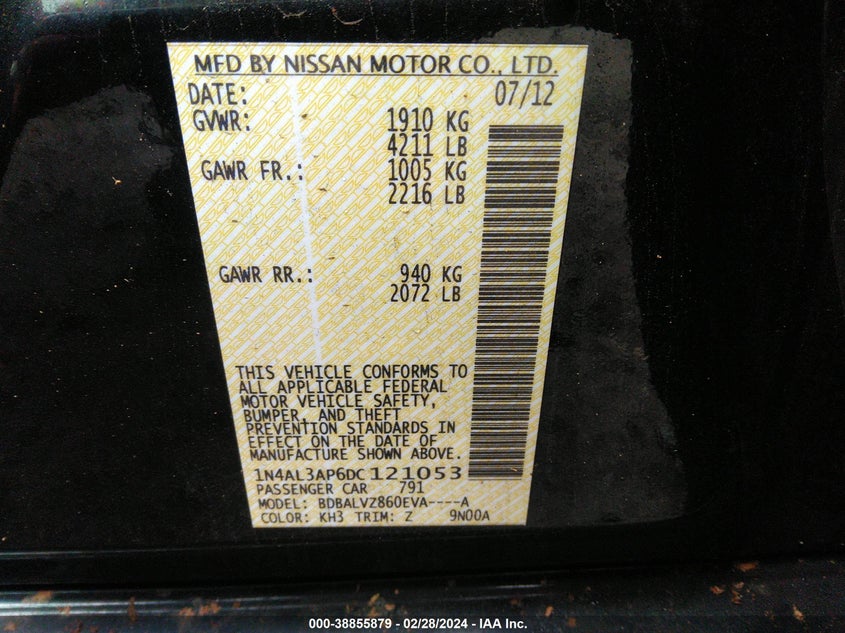 MFD BY NISSAN MOTOR CO., LTD.
DATE: 07/12
GVWR: 1910 KG
4211 LB
GAWR FR.: 1005 KG
2216 LB
GAWR RR.: 940 KG
2072 LB
THIS VEHICLE CONFORMS TO
ALL APPLICABLE FEDERAL
MOTOR VEHICLE SAFETY,
BUMPER, AND THEFT
PREVENTION STANDARDS IN
EFFECT ON THE DATE OF
MANUFACTURE SHOWN ABOVE.
1N4AL3AP6DC121053
PASSENGER CAR 791
MODEL: BDBALVZ860EVA----A
COLOR: KH3 TRIM: Z 9N00A
000-38855879 - 02/28/2024 - IAA Inc.